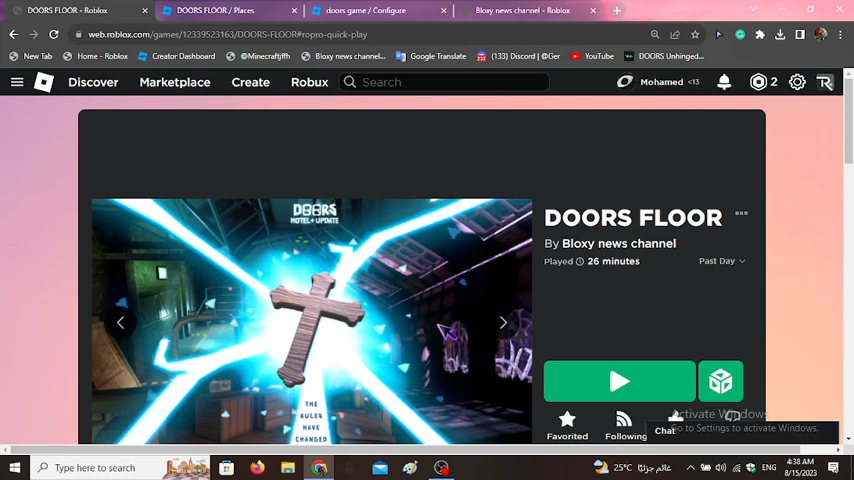 DOORS FLOOR - Roblox
DOORS FLOOR / Places
doors game / Configure
Bloxy news channel - Roblox
web.roblox.com/games/12339523163/DOORS-FLOOR#ropro-quick-play
New Tab
Home - Roblox
Creator Dashboard
@Minecraftjffh
Bloxy news channel...
Google Translate
(133) Discord | @Ger
YouTube
DOORS Unhinged...
Discover
Marketplace
Create
Robux
Search
Mohamed <13
2
DOORS
HOTEL+ UPDATE
THE
RULES
HAVE
CHANGED
DOORS FLOOR
By Bloxy news channel
Played 26 minutes
Past Day
Favorited
Following
Activate Windows
Go to Settings to activate Windows.
Chat
Type here to search
25°C
غائم جزئيًا
ENG
4:38 AM
8/15/2023